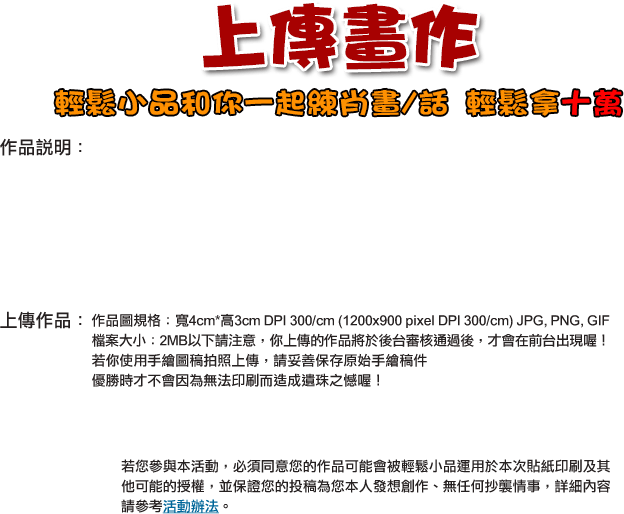 上傳畫作
輕鬆小品和你一起練肖畫/話 輕鬆拿十萬
作品說明：
上傳作品：
作品圖規格：寬4cm*高3cm DPI 300/cm (1200x900 pixel DPI 300/cm) JPG, PNG, GIF
檔案大小：2MB以下請注意，你上傳的作品將於後台審核通過後，才會在前台出現喔！
若你使用手繪圖稿拍照上傳，請妥善保存原始手繪稿件
優勝時才不會因為無法印刷而造成遺珠之憾喔！
若您參與本活動，必須同意您的作品可能會被輕鬆小品運用於本次貼紙印刷及其
他可能的授權，並保證您的投稿為您本人發想創作、無任何抄襲情事，詳細內容
請參考活動辦法。